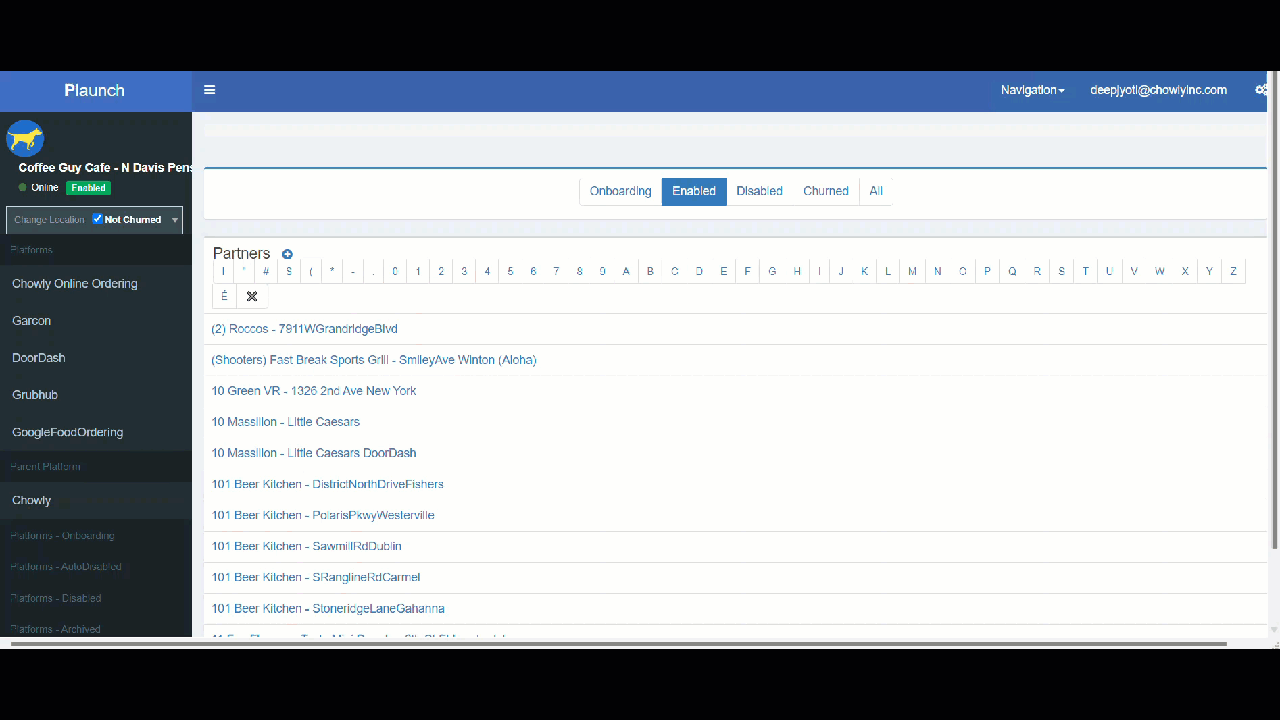 Plaunch
Navigation
deepjyoti@chowlyinc.com
Coffee Guy Cafe - N Davis Pens
Online Enabled
Change Location Not Churned
Platforms
Chowly Online Ordering
Garcon
DoorDash
Grubhub
GoogleFoodOrdering
Parent Platform
Chowly
Platforms - Onboarding
Platforms - AutoDisabled
Platforms - Disabled
Platforms - Archived
Onboarding Enabled Disabled Churned All
Partners
" # $ ( * - . 0 1 2 3 4 5 6 7 8 9 A B C D E F G H I J K L M N O P Q R S T U V W X Y Z
É
(2) Roccos - 7911WGrandridgeBlvd
(Shooters) Fast Break Sports Grill - SmileyAve Winton (Aloha)
10 Green VR - 1326 2nd Ave New York
10 Massillon - Little Caesars
10 Massillon - Little Caesars DoorDash
101 Beer Kitchen - DistrictNorthDriveFishers
101 Beer Kitchen - PolarisPkwyWesterville
101 Beer Kitchen - SawmillRdDublin
101 Beer Kitchen - SRanglineRdCarmel
101 Beer Kitchen - StoneridgeLaneGahanna